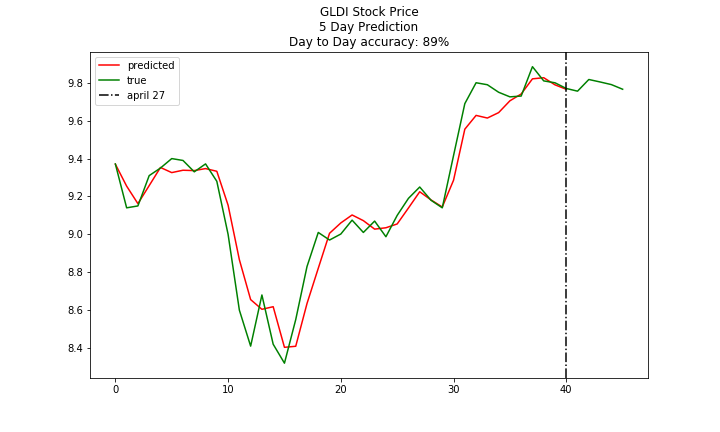 GLDI Stock Price
5 Day Prediction
Day to Day accuracy: 89%
predicted
true
april 27
9.8
9.6
9.4
9.2
9.0
8.8
8.6
8.4
0
10
20
30
40